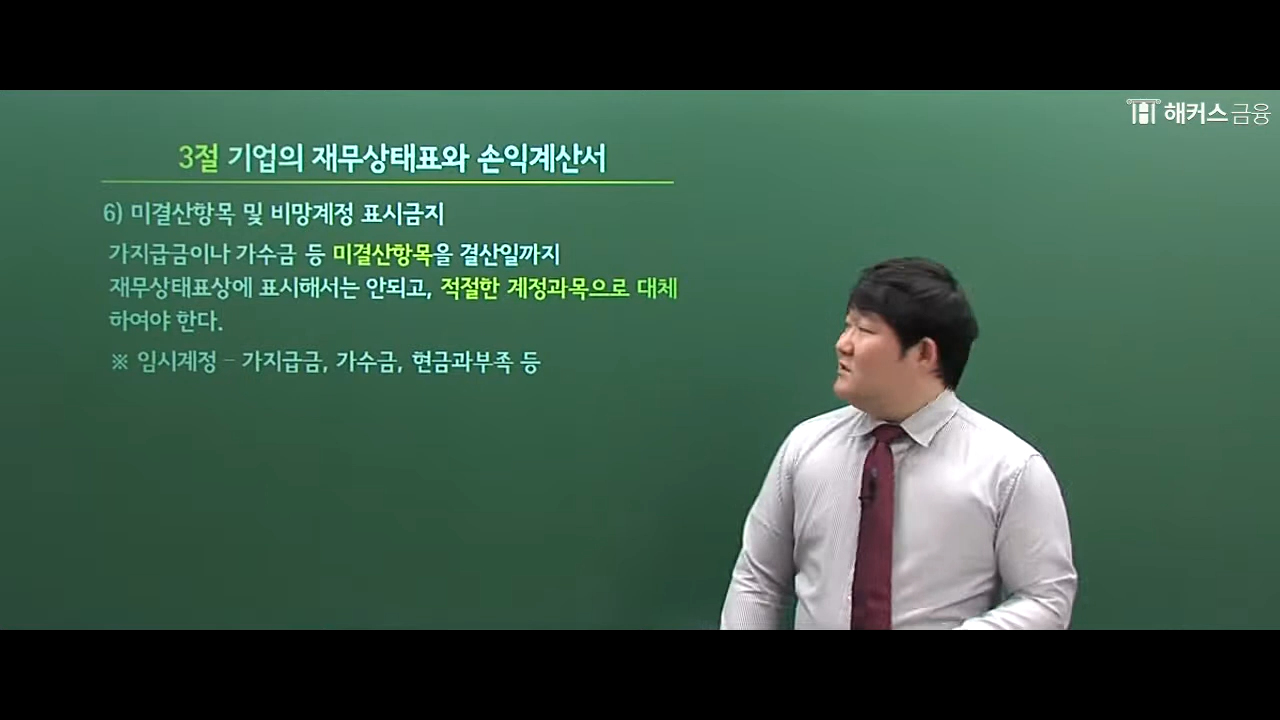 해커스금융
3절 기업의 재무상태표와 손익계산서
6) 미결산항목 및 비망계정 표시금지
가지급금이나 가수금 등 미결산항목을 결산일까지
재무상태표상에 표시해서는 안되고, 적절한 계정과목으로 대체
하여야 한다.
※ 임시계정 – 가지급금, 가수금, 현금과부족 등